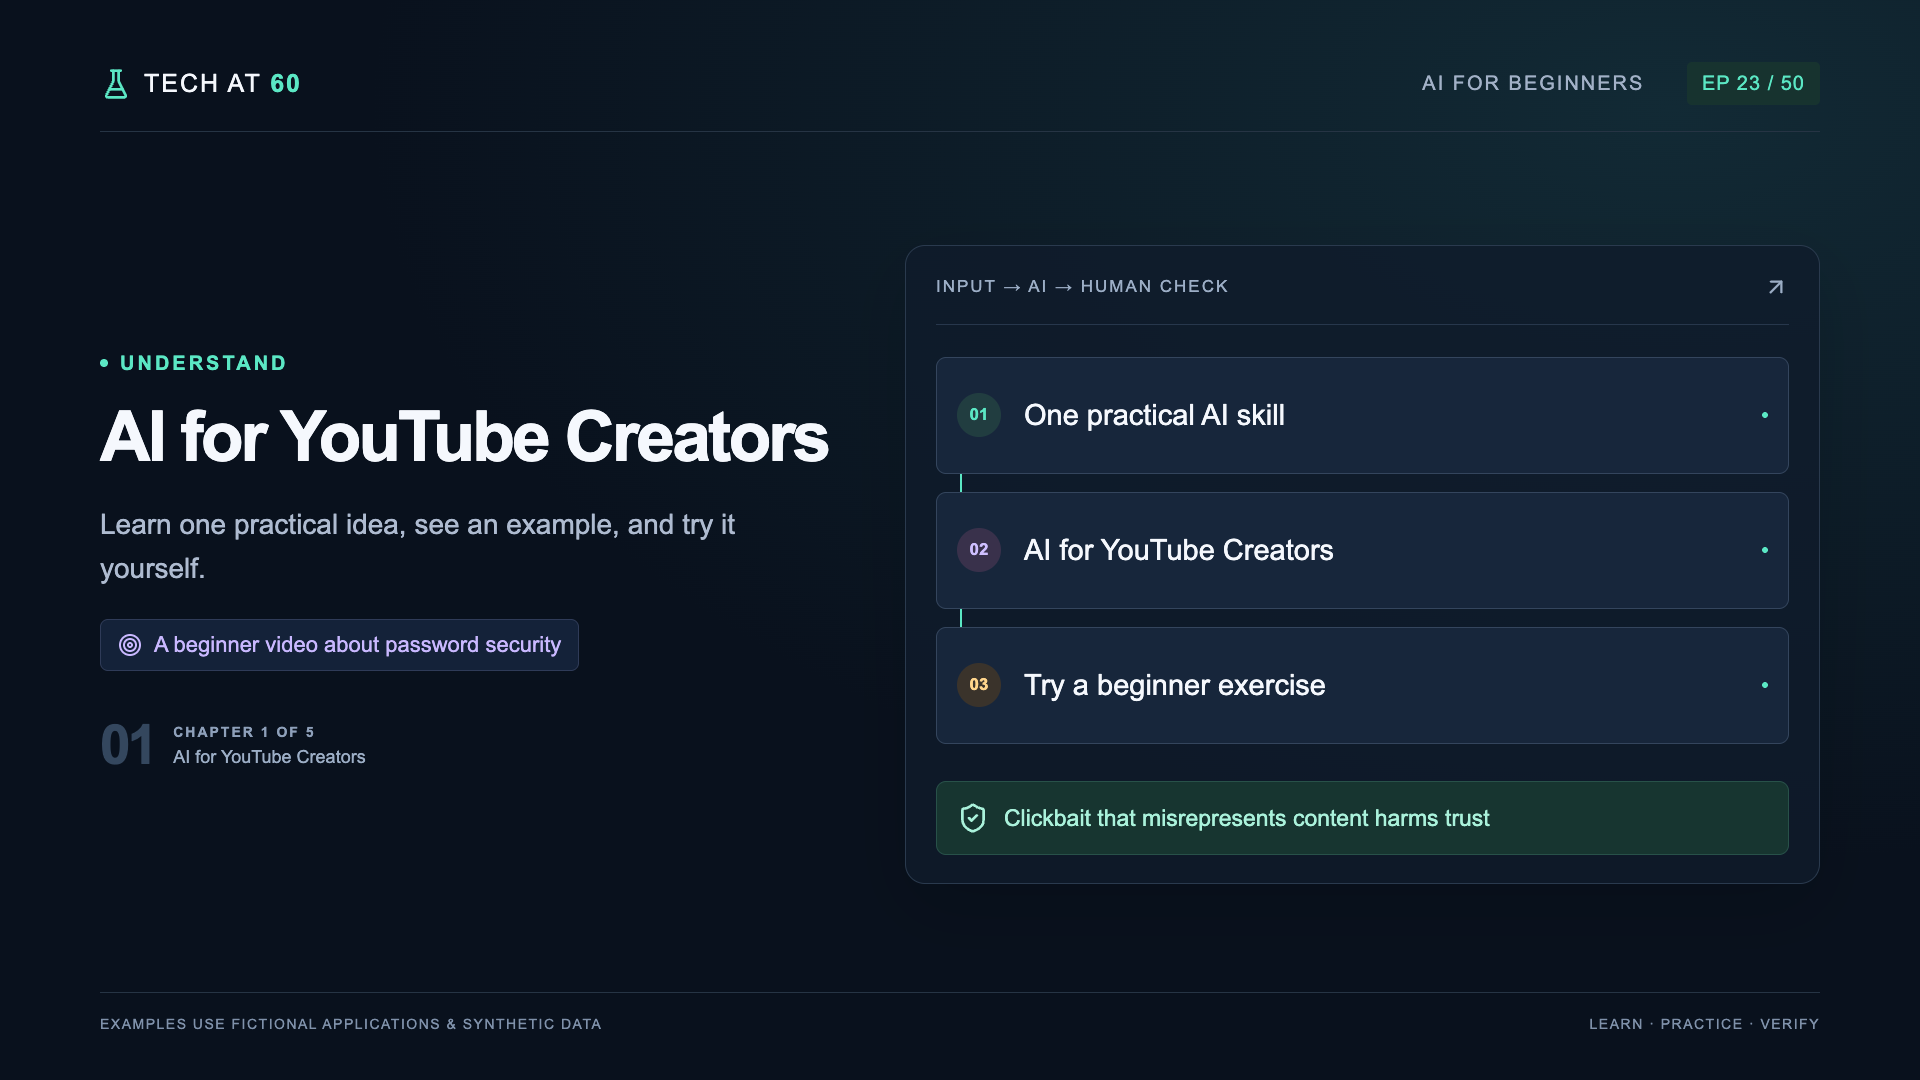 TECH AT 60
AI FOR BEGINNERS
EP 23 / 50
UNDERSTAND
AI for YouTube Creators
Learn one practical idea, see an example, and try it
yourself.
A beginner video about password security
01
CHAPTER 1 OF 5
AI for YouTube Creators
INPUT → AI → HUMAN CHECK
01 One practical AI skill
02 AI for YouTube Creators
03 Try a beginner exercise
Clickbait that misrepresents content harms trust
EXAMPLES USE FICTIONAL APPLICATIONS & SYNTHETIC DATA
LEARN · PRACTICE · VERIFY